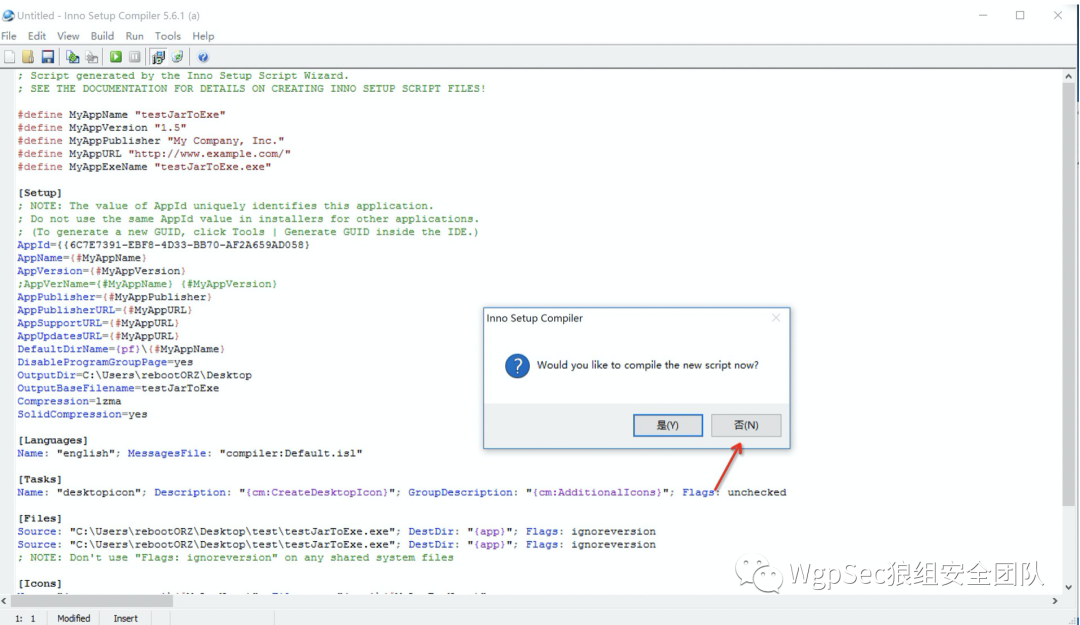 Untitled - Inno Setup Compiler 5.6.1 (a)
File Edit View Build Run Tools Help
; Script generated by the Inno Setup Script Wizard.
; SEE THE DOCUMENTATION FOR DETAILS ON CREATING INNO SETUP SCRIPT FILES!
#define MyAppName "testJarToExe"
#define MyAppVersion "1.5"
#define MyAppPublisher "My Company, Inc."
#define MyAppURL "http://www.example.com/"
#define MyAppExeName "testJarToExe.exe"
[Setup]
; NOTE: The value of AppId uniquely identifies this application.
; Do not use the same AppId value in installers for other applications.
; (To generate a new GUID, click Tools | Generate GUID inside the IDE.)
AppId={{6C7E7391-EBF8-4D33-BB70-AF2A659AD058}
AppName={#MyAppName}
AppVersion={#MyAppVersion}
;AppVerName={#MyAppName} {#MyAppVersion}
AppPublisher={#MyAppPublisher}
AppPublisherURL={#MyAppURL}
AppSupportURL={#MyAppURL}
AppUpdatesURL={#MyAppURL}
DefaultDirName={pf}\{#MyAppName}
DisableProgramGroupPage=yes
OutputDir=C:\Users\rebootORZ\Desktop
OutputBaseFilename=testJarToExe
Compression=lzma
SolidCompression=yes
[Languages]
Name: "english"; MessagesFile: "compiler:Default.isl"
[Tasks]
Name: "desktopicon"; Description: "{cm:CreateDesktopIcon}"; GroupDescription: "{cm:AdditionalIcons}"; Flags: unchecked
[Files]
Source: "C:\Users\rebootORZ\Desktop\test\testJarToExe.exe"; DestDir: "{app}"; Flags: ignoreversion
Source: "C:\Users\rebootORZ\Desktop\test\testJarToExe.exe"; DestDir: "{app}"; Flags: ignoreversion
; NOTE: Don't use "Flags: ignoreversion" on any shared system files
[Icons]
Inno Setup Compiler
Would you like to compile the new script now?
是(Y) 否(N)
WgpSec狼组安全团队
1: 1 Modified Insert